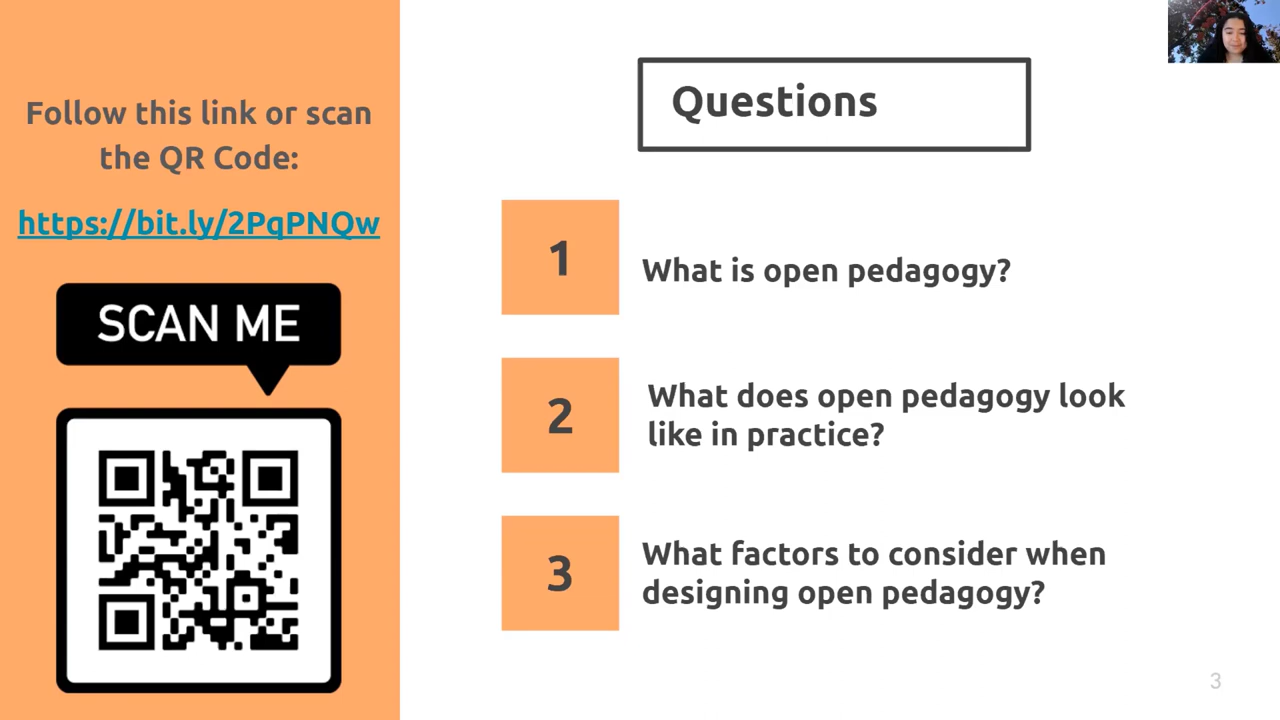 Follow this link or scan
the QR Code:
https://bit.ly/2PqPNQw
SCAN ME
Questions
1
What is open pedagogy?
2
What does open pedagogy look
like in practice?
3
What factors to consider when
designing open pedagogy?
3